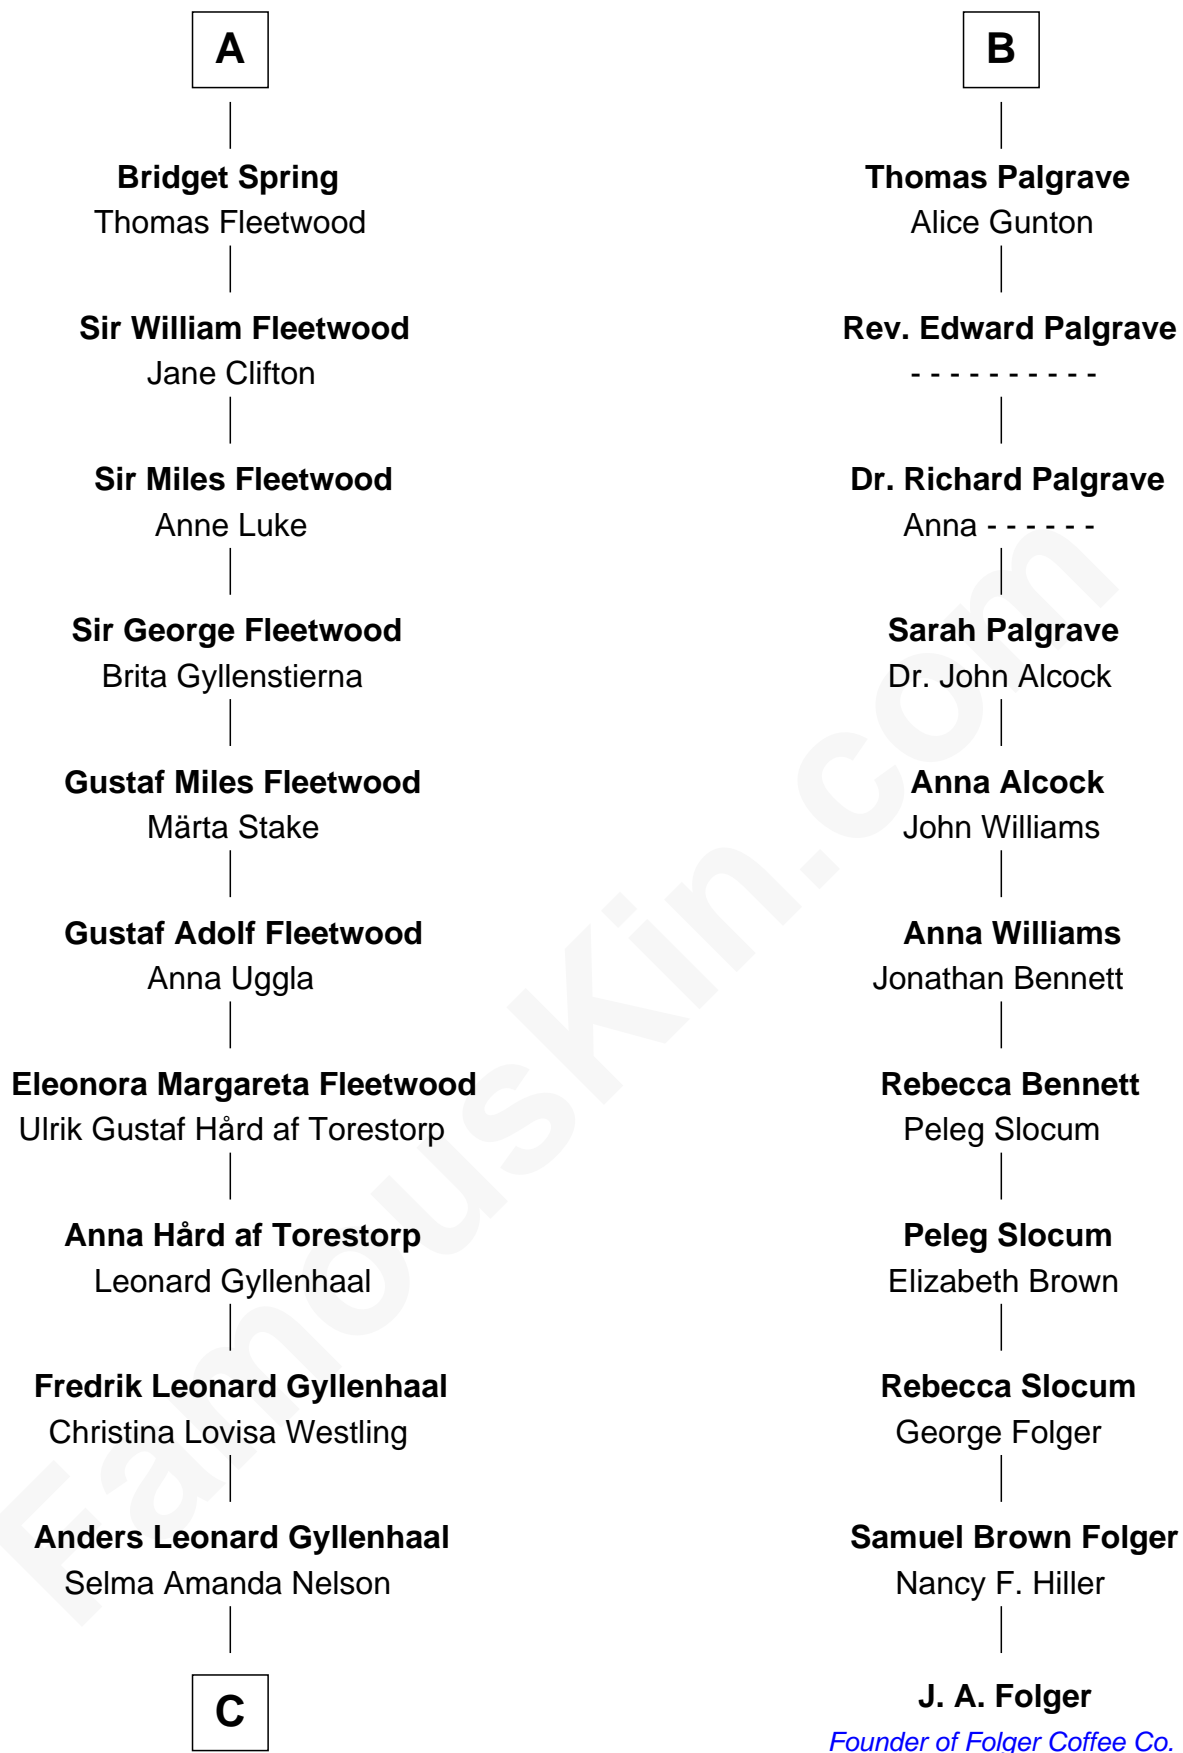 A
Bridget Spring
Thomas Fleetwood
Sir William Fleetwood
Jane Clifton
Sir Miles Fleetwood
Anne Luke
Sir George Fleetwood
Brita Gyllenstierna
Gustaf Miles Fleetwood
Märta Stake
Gustaf Adolf Fleetwood
Anna Uggla
Eleonora Margareta Fleetwood
Ulrik Gustaf Hård af Torestorp
Anna Hård af Torestorp
Leonard Gyllenhaal
Fredrik Leonard Gyllenhaal
Christina Lovisa Westling
Anders Leonard Gyllenhaal
Selma Amanda Nelson
C
B
Thomas Palgrave
Alice Gunton
Rev. Edward Palgrave
- - - - - - - - - -
Dr. Richard Palgrave
Anna - - - - - -
Sarah Palgrave
Dr. John Alcock
Anna Alcock
John Williams
Anna Williams
Jonathan Bennett
Rebecca Bennett
Peleg Slocum
Peleg Slocum
Elizabeth Brown
Rebecca Slocum
George Folger
Samuel Brown Folger
Nancy F. Hiller
J. A. Folger
Founder of Folger Coffee Co.
FamousKin.com